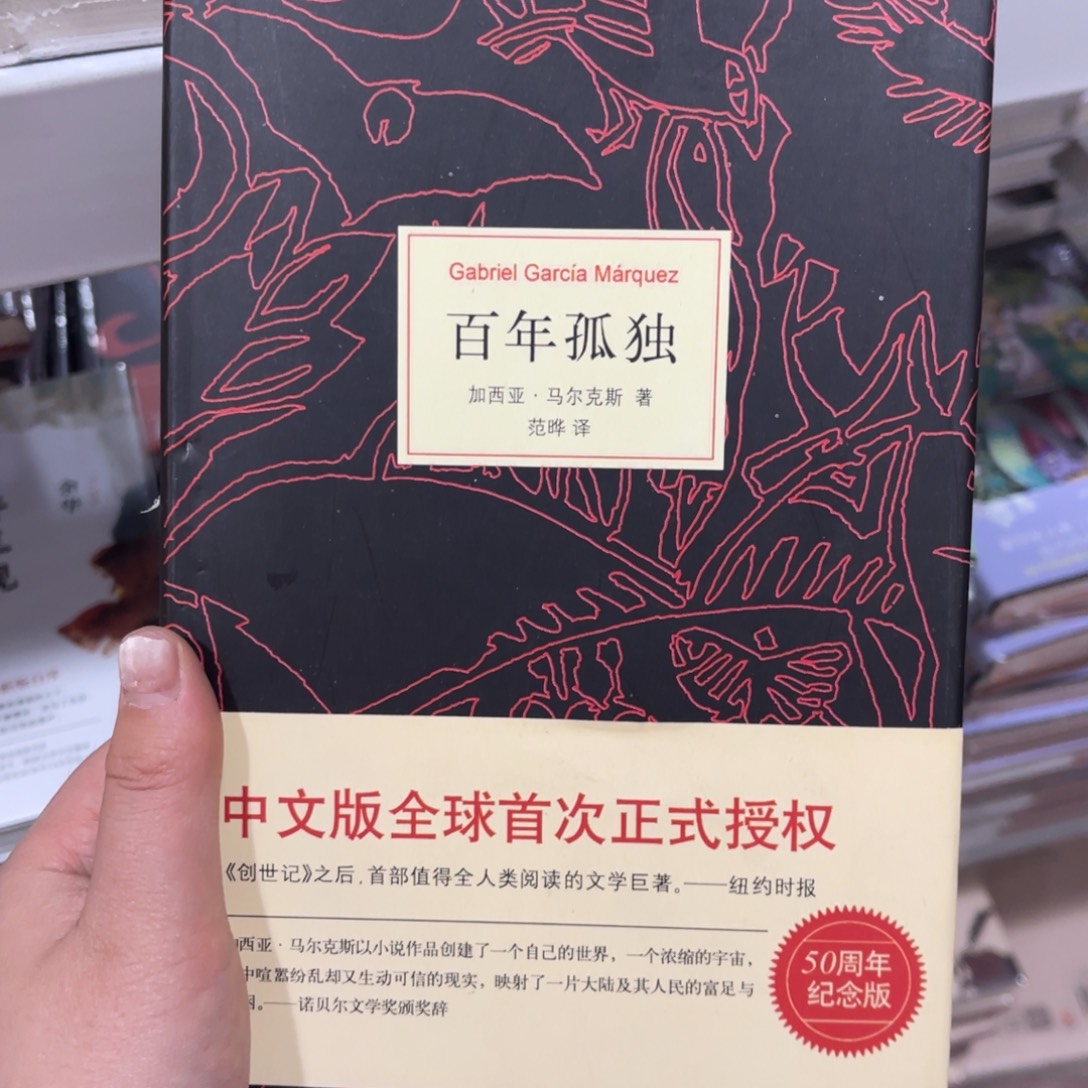 Gabriel García Márquez
百年孤独
加西亚·马尔克斯 著
范晔 译
中文版全球首次正式授权
《创世记》之后,首部值得全人类阅读的文学巨著。——纽约时报
西亚·马尔克斯以小说作品创建了一个自己的世界,一个浓缩的宇宙,
中喧嚣纷乱却又生动可信的现实,映射了一片大陆及其人民的富足与
。——诺贝尔文学奖颁奖辞
50周年
纪念版
余华